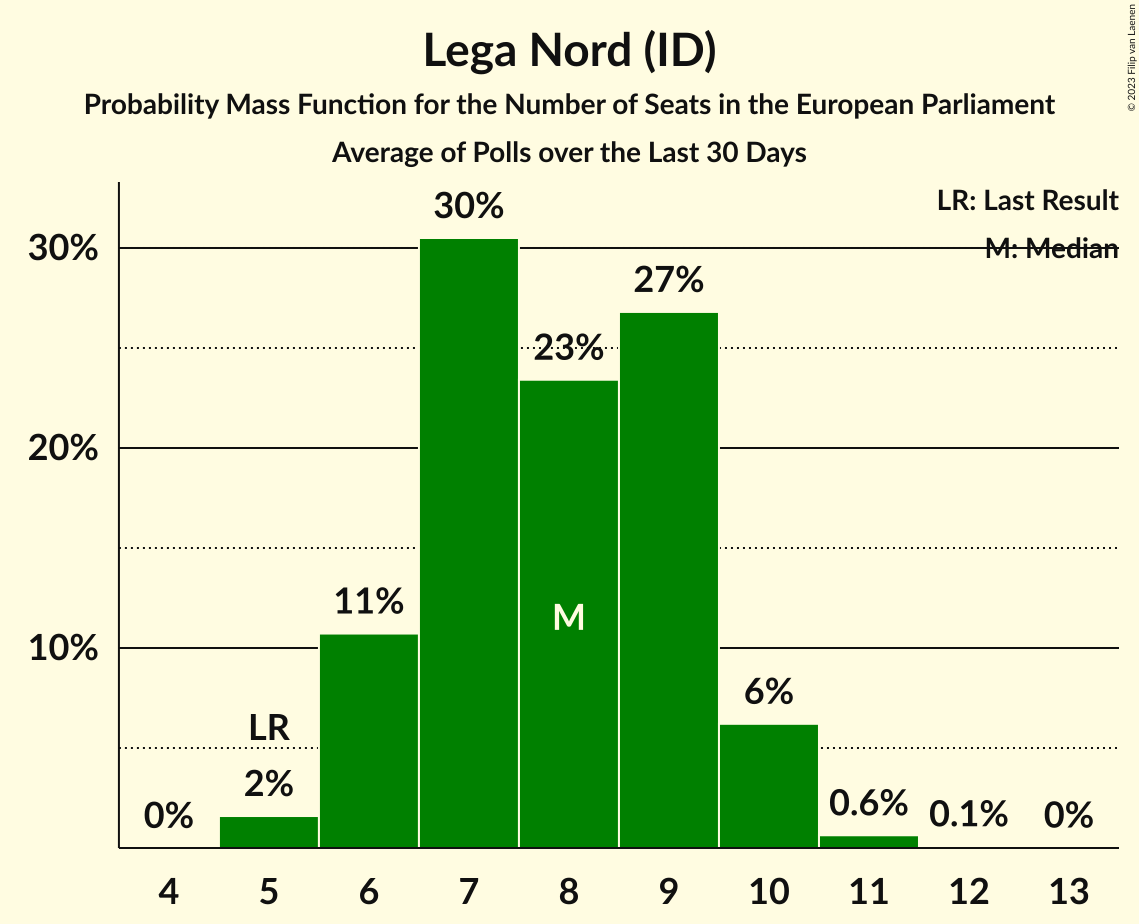 Lega Nord (ID)
Probability Mass Function for the Number of Seats in the European Parliament
Average of Polls over the Last 30 Days
© 2023 Filip van Laenen
LR: Last Result
M: Median
30%
20%
10%
0%
LR
2%
11%
30%
23%
M
27%
6%
0.6%
0.1%
0%
4 5 6 7 8 9 10 11 12 13